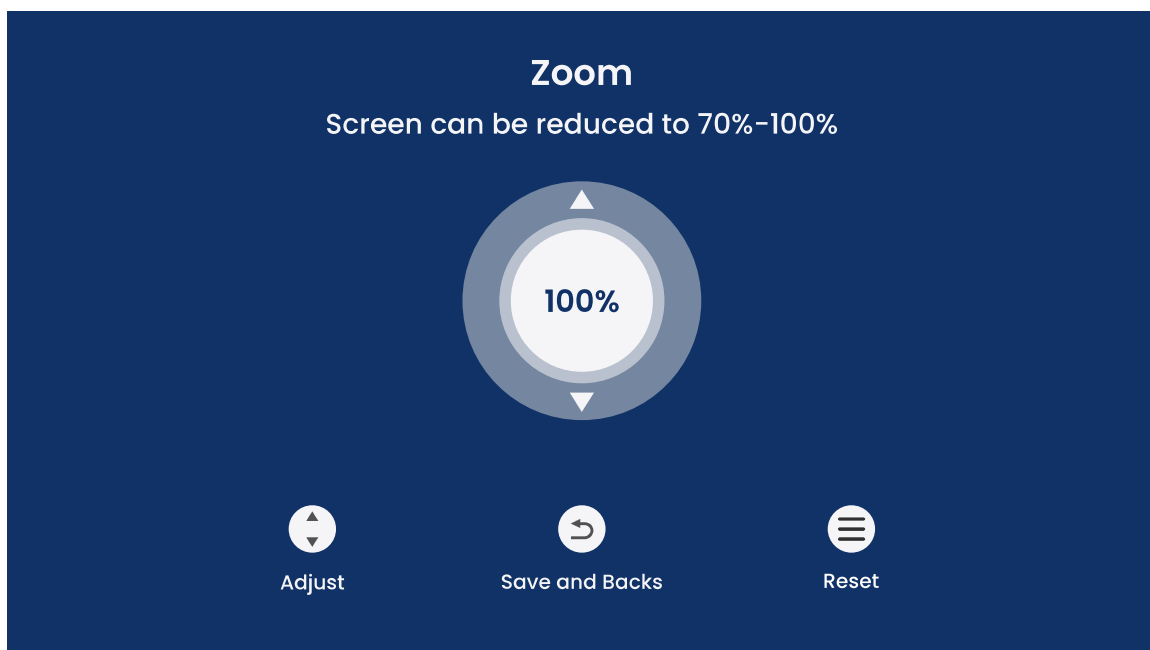 Zoom
Screen can be reduced to 70%-100%
100%
Adjust
Save and Backs
Reset